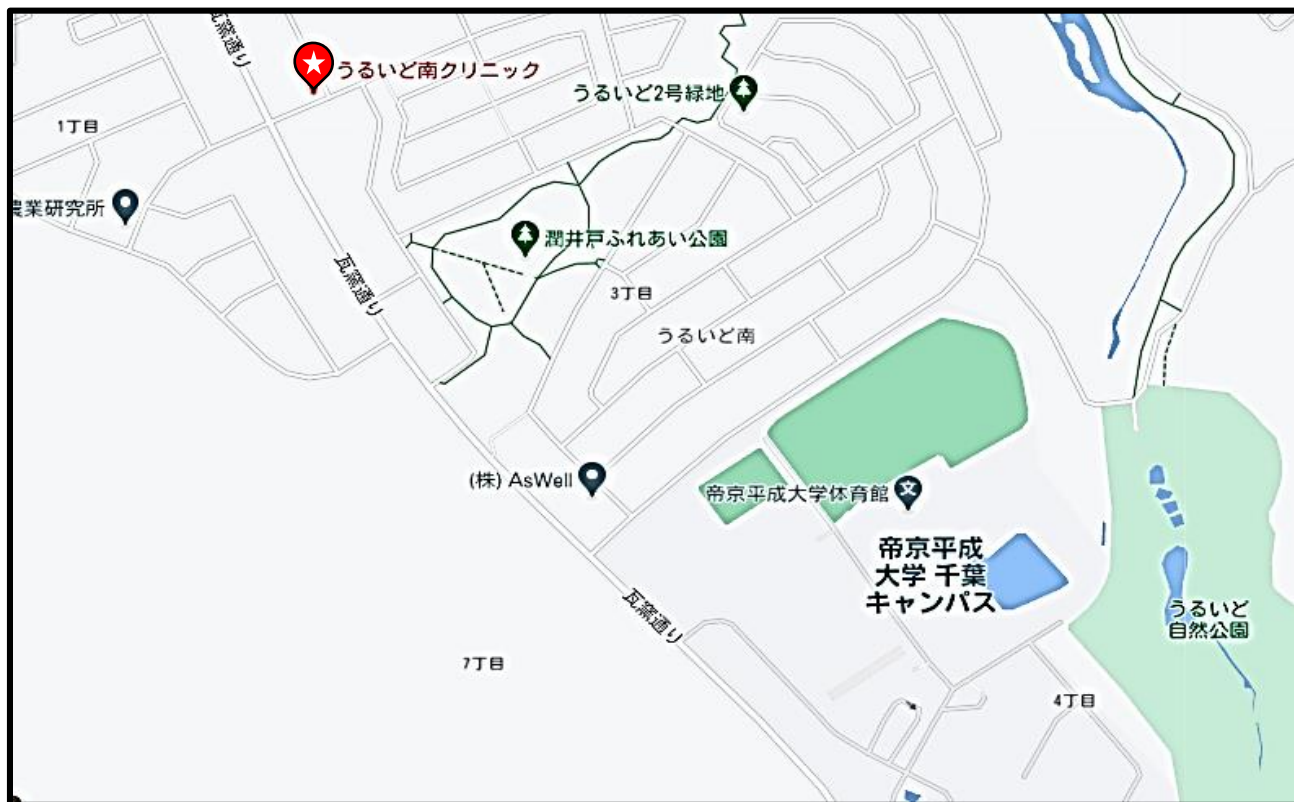 瓦窯通り
うるいど南クリニック
うるいど2号緑地
1丁目
農業研究所
潤井戸ふれあい公園
瓦窯通り
3丁目
うるいど南
(株) AsWell
帝京平成大学体育館
帝京平成
大学 千葉
キャンパス
瓦窯通り
うるいど
自然公園
7丁目
4丁目